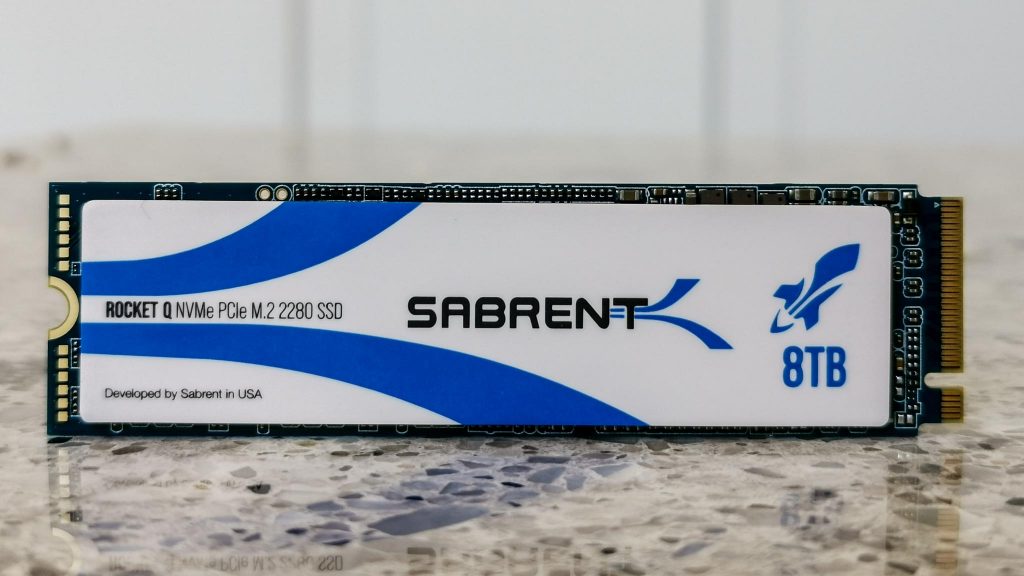 ROCKET Q NVMe PCIe M.2 2280 SSD
SABRENT
8TB
Developed by Sabrent in USA